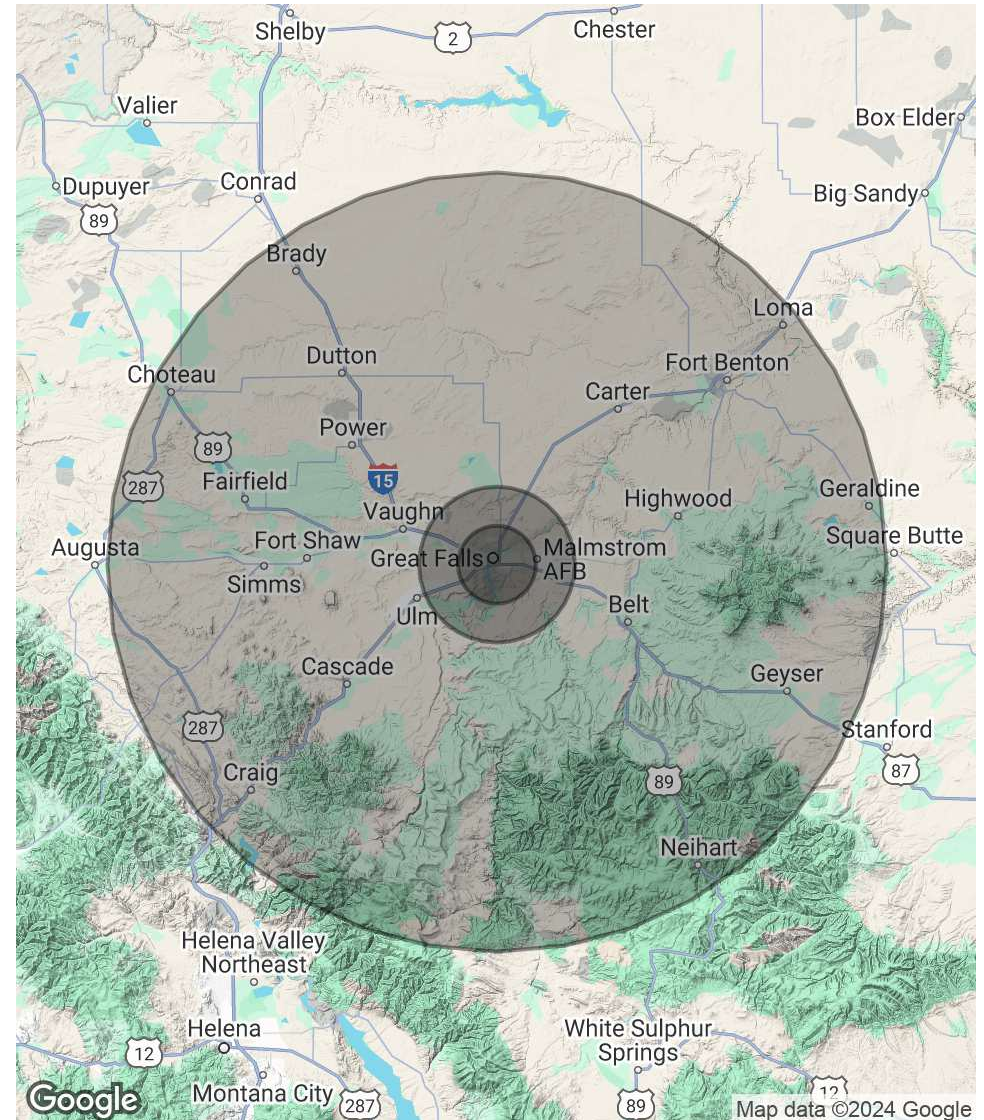 Shelby
2
Chester
Valier
Box Elder
Dupuyer
Conrad
Big Sandy
89
Brady
Loma
Dutton
Fort Benton
Choteau
Carter
Power
89
15
287
Fairfield
Geraldine
Highwood
Vaughn
Square Butte
Fort Shaw
Augusta
Great Falls
Malmstrom
AFB
Simms
Ulm
Belt
Cascade
Geyser
287
Stanford
Craig
89
87
Neihart
Helena Valley
Northeast
Helena
White Sulphur
Springs
12
Montana City
287
89
12
Google
Map data ©2024 Google